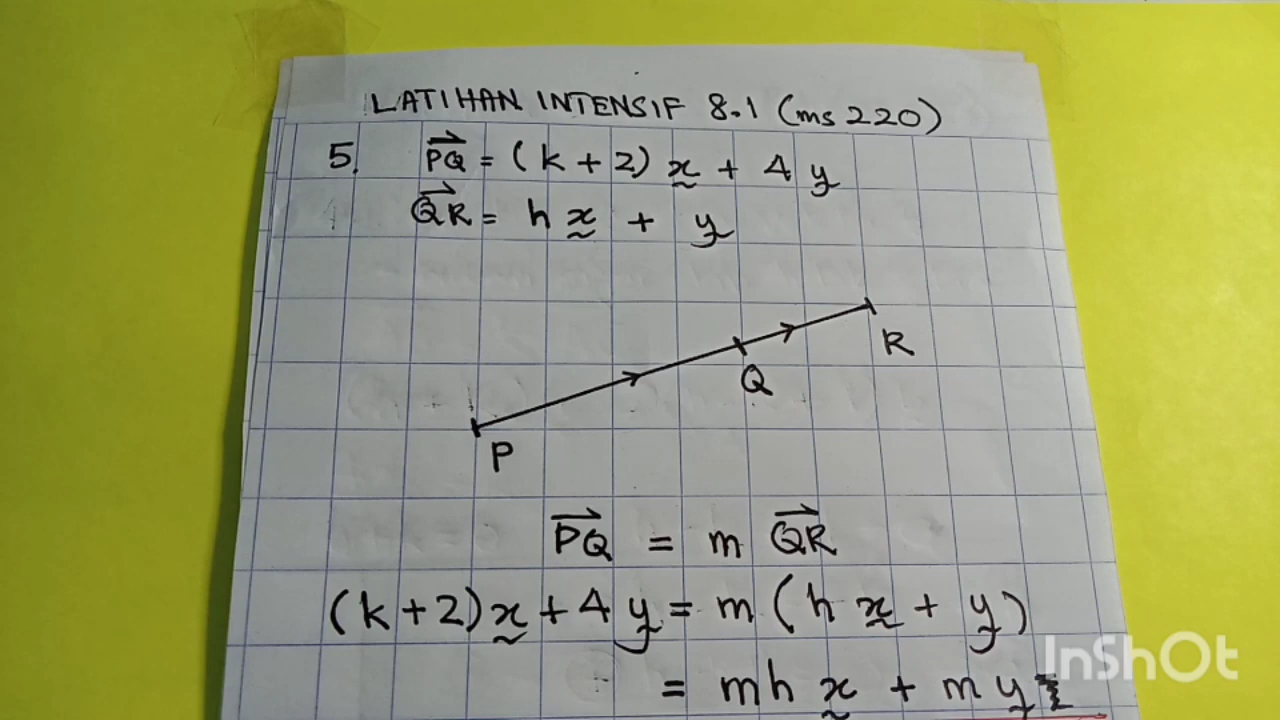 LATIHAN INTENSIF 8.1 (ms 220)
5. PQ = (k + 2) x + 4 y
QR = h x + y
R
Q
P
PQ = m QR
(k + 2) x + 4 y = m (h x + y)
= mh x + m y
InShOt